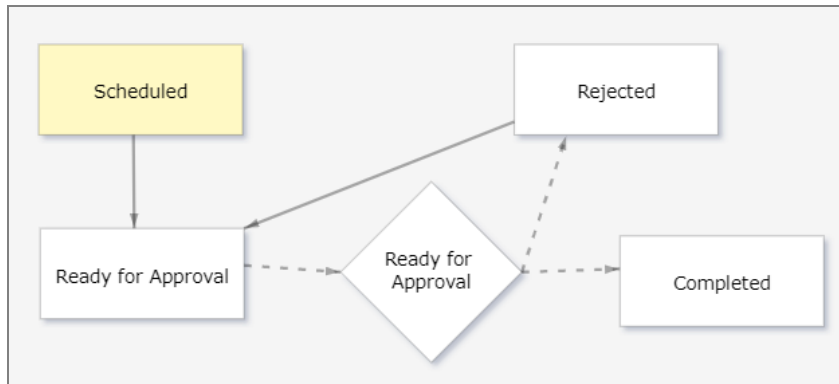 Scheduled
Rejected
Ready for Approval
Ready for
Approval
Completed